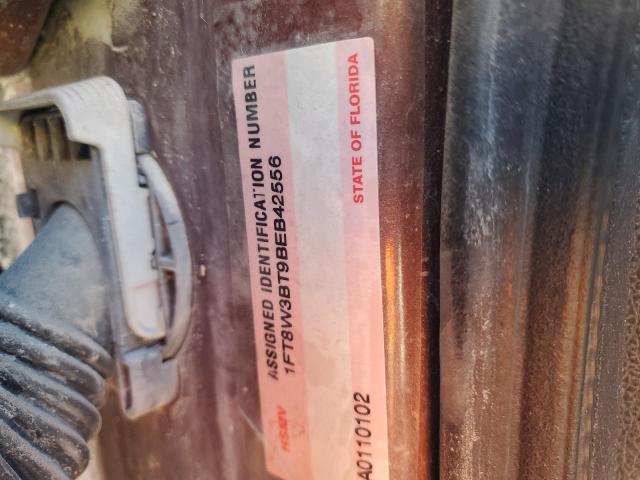 ASSIGNED IDENTIFICATION NUMBER
1FT8W3BT9BEB42556
STATE OF FLORIDA
HSMV
A0110102